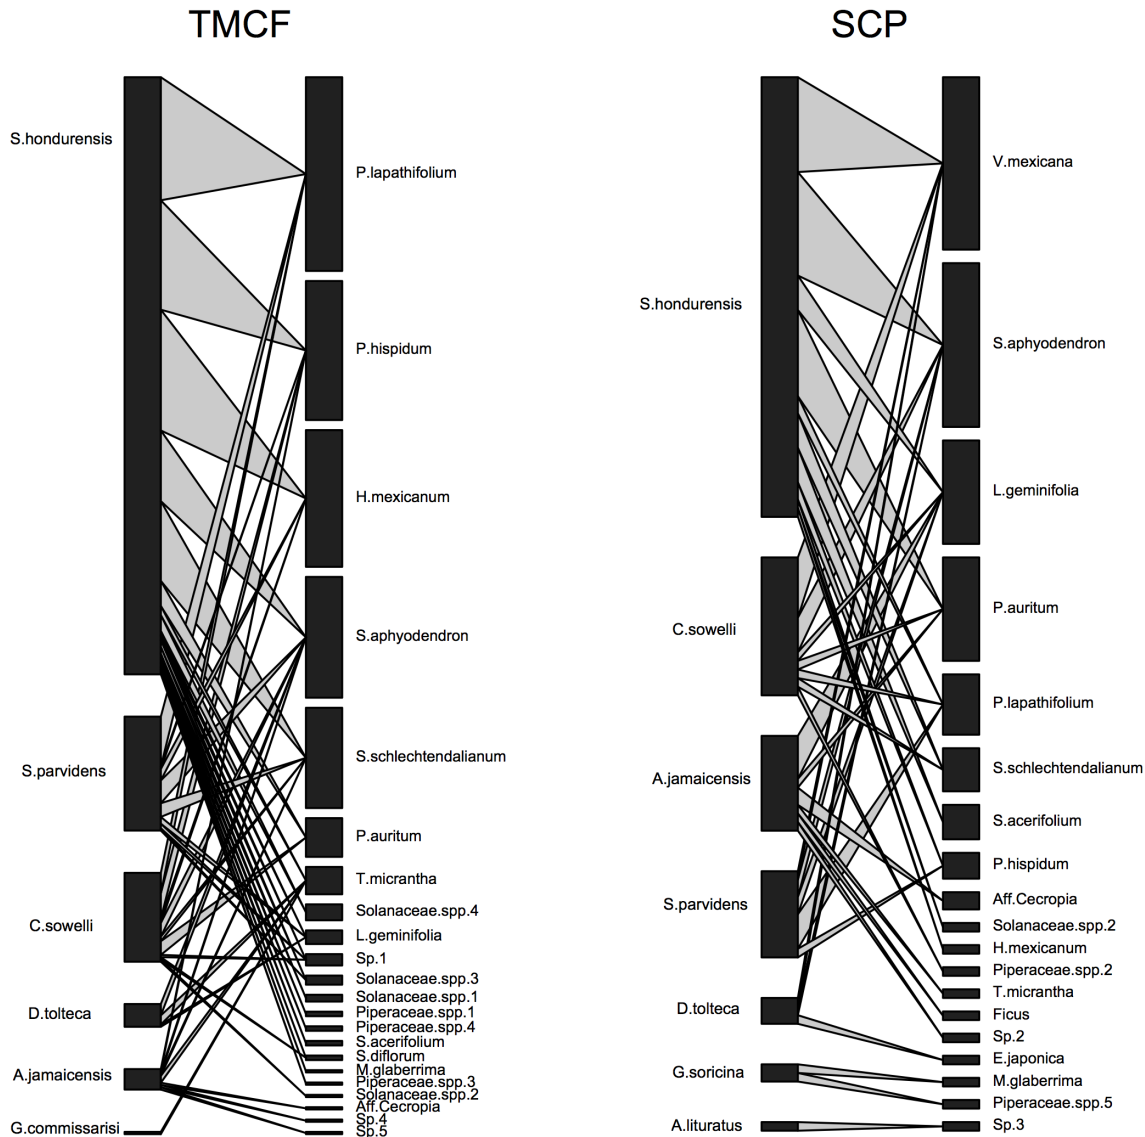 TMCF
S.hondurensis
S.parvidens
C.sowelli
D.tolteca
A.jamaicensis
G.commissarisi
P.lapathifolium
P.hispidum
H.mexicanum
S.aphyodendron
S.schlechtendalianum
P.auritum
T.micrantha
Solanaceae.spp.4
L.geminifolia
Sp.1
Solanaceae.spp.3
Solanaceae.spp.1
Piperaceae.spp.1
Piperaceae.spp.4
S.acerifolium
S.diflorum
M.glaberrima
Piperaceae.spp.3
Solanaceae.spp.2
Aff.Cecropia
Sp.4
Sp.5
SCP
S.hondurensis
C.sowelli
A.jamaicensis
S.parvidens
D.tolteca
G.soricina
A.lituratus
V.mexicana
S.aphyodendron
L.geminifolia
P.auritum
P.lapathifolium
S.schlechtendalianum
S.acerifolium
P.hispidum
Aff.Cecropia
Solanaceae.spp.2
H.mexicanum
Piperaceae.spp.2
T.micrantha
Ficus
Sp.2
E.japonica
M.glaberrima
Piperaceae.spp.5
Sp.3